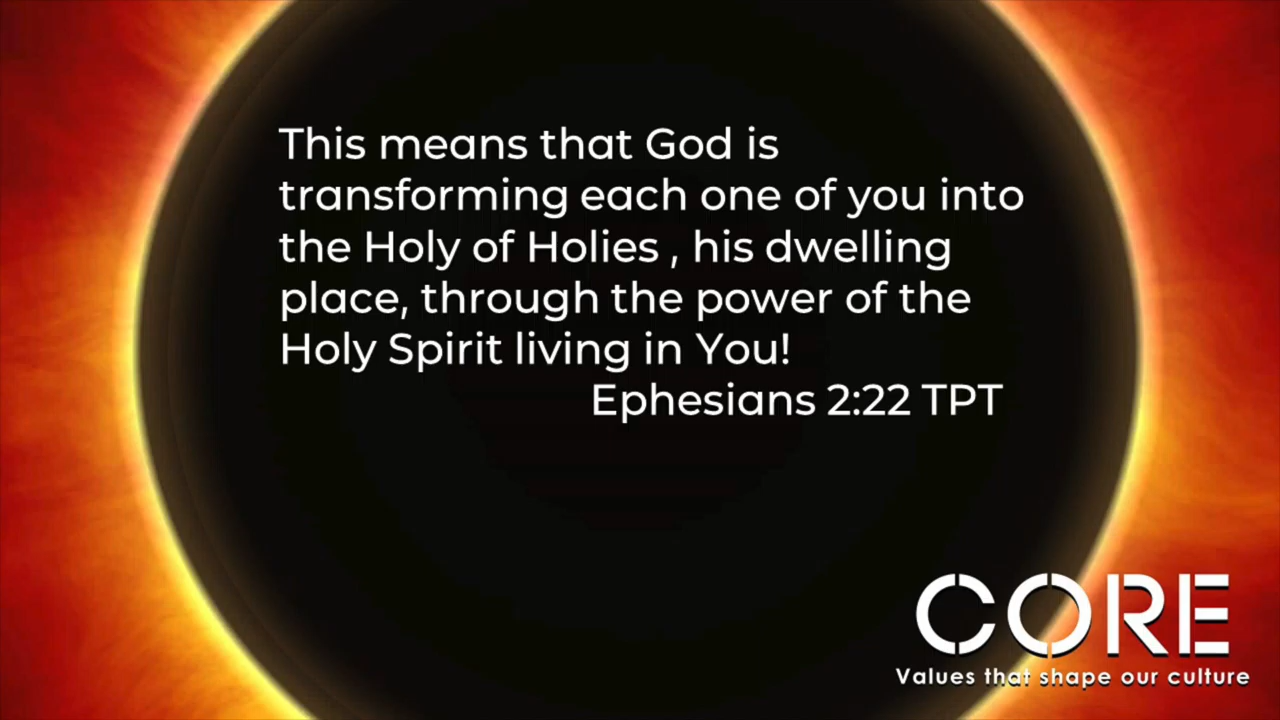 This means that God is
transforming each one of you into
the Holy of Holies , his dwelling
place, through the power of the
Holy Spirit living in You!
Ephesians 2:22 TPT
CORE
Values that shape our culture